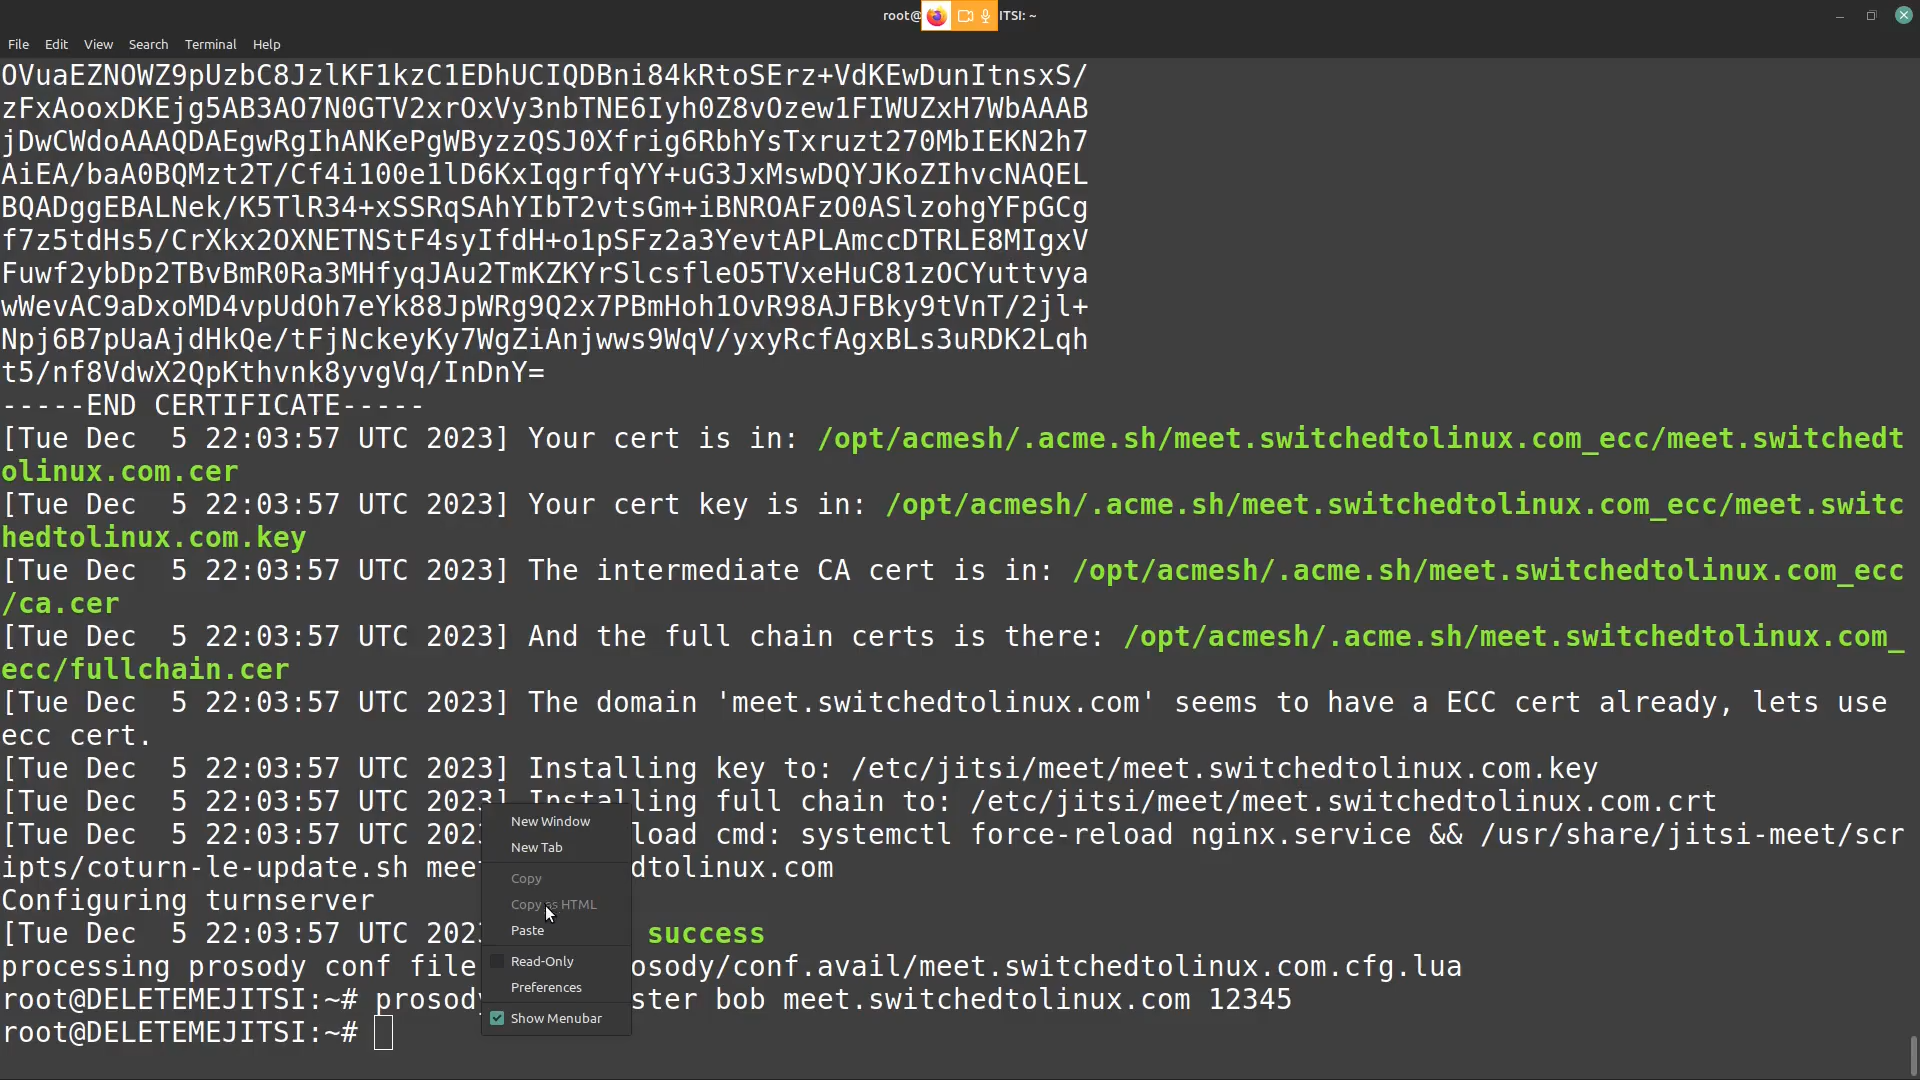 root@ ITSI: ~
File Edit View Search Terminal Help
OVuaEZNOWZ9pUzbC8JzlKF1kzC1EDhUCIQDBni84kRtoSErz+VdKEwDunItnsxS/
zFxAooxDKEjg5AB3AO7N0GTV2xrOxVy3nbTNE6Iyh0Z8vOzew1FIWUZxH7WbAAAB
jDwCWdoAAAQDAEgwRgIhANKePgWByzzQSJ0Xfrig6RbhYsTxruzt270MbIEKN2h7
AiEA/baA0BQMzt2T/Cf4i100e1lD6KxIqgrfqYY+uG3JxMswDQYJKoZIhvcNAQEL
BQADggEBALNek/K5TlR34+xSSRqSAhYIbT2vtsGm+iBNROAFzO0ASlzohgYFpGCg
f7z5tdHs5/CrXkx2OXNETNStF4syIfdH+o1pSFz2a3YevtAPLAmccDTRLE8MIgxV
Fuwf2ybDp2TBvBmR0Ra3MHfyqJAu2TmKZKYrSlcsfleO5TVxeHuC81zOCYuttvya
wWevAC9aDxoMD4vpUdOh7eYk88JpWRg9Q2x7PBmHoh1OvR98AJFBky9tVnT/2jl+
Npj6B7pUaAjdHkQe/tFjNckeyKy7WgZiAnjwws9WqV/yxyRcfAgxBLs3uRDK2Lqh
t5/nf8VdwX2QpKthvnk8yvgVq/InDnY=
-----END CERTIFICATE-----
[Tue Dec  5 22:03:57 UTC 2023] Your cert is in: /opt/acmesh/.acme.sh/meet.switchedtolinux.com_ecc/meet.switchedt
olinux.com.cer
[Tue Dec  5 22:03:57 UTC 2023] Your cert key is in: /opt/acmesh/.acme.sh/meet.switchedtolinux.com_ecc/meet.switc
hedtolinux.com.key
[Tue Dec  5 22:03:57 UTC 2023] The intermediate CA cert is in: /opt/acmesh/.acme.sh/meet.switchedtolinux.com_ecc
/ca.cer
[Tue Dec  5 22:03:57 UTC 2023] And the full chain certs is there: /opt/acmesh/.acme.sh/meet.switchedtolinux.com_
ecc/fullchain.cer
[Tue Dec  5 22:03:57 UTC 2023] The domain 'meet.switchedtolinux.com' seems to have a ECC cert already, lets use
ecc cert.
[Tue Dec  5 22:03:57 UTC 2023] Installing key to: /etc/jitsi/meet/meet.switchedtolinux.com.key
[Tue Dec  5 22:03:57 UTC 2023] Installing full chain to: /etc/jitsi/meet/meet.switchedtolinux.com.crt
[Tue Dec  5 22:03:57 UTC 202 load cmd: systemctl force-reload nginx.service && /usr/share/jitsi-meet/scr
ipts/coturn-le-update.sh mee dtolinux.com
Configuring turnserver
[Tue Dec  5 22:03:57 UTC 202 success
processing prosody conf file osody/conf.avail/meet.switchedtolinux.com.cfg.lua
root@DELETEMEJITSI:~# prosod ster bob meet.switchedtolinux.com 12345
root@DELETEMEJITSI:~#
New Window
New Tab
Copy
Copy as HTML
Paste
Read-Only
Preferences
Show Menubar